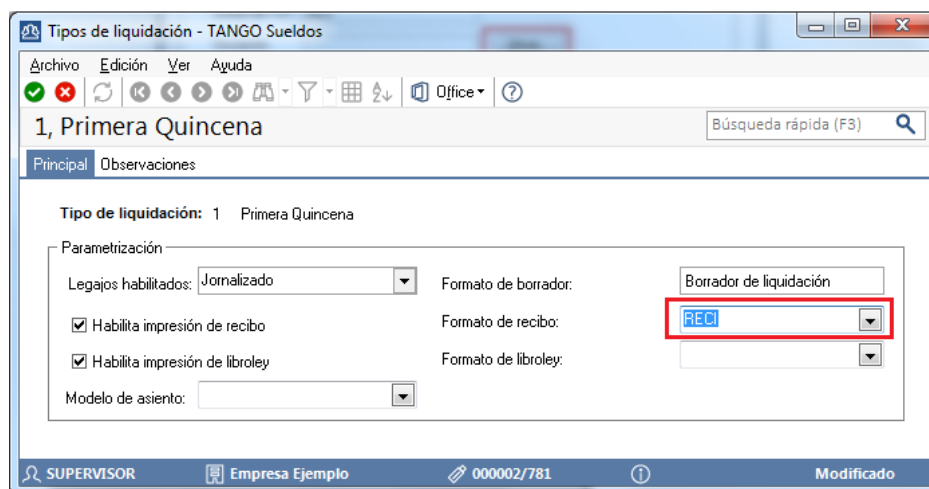 Tipos de liquidación - TANGO Sueldos
Archivo Edición Ver Ayuda
Office
1, Primera Quincena
Búsqueda rápida (F3)
Principal Observaciones
Tipo de liquidación: 1 Primera Quincena
Parametrización
Legajos habilitados: Jornalizado
Formato de borrador: Borrador de liquidación
Habilita impresión de recibo
Formato de recibo: RECI
Habilita impresión de libroley
Formato de libroley:
Modelo de asiento:
SUPERVISOR Empresa Ejemplo 000002/781 Modificado